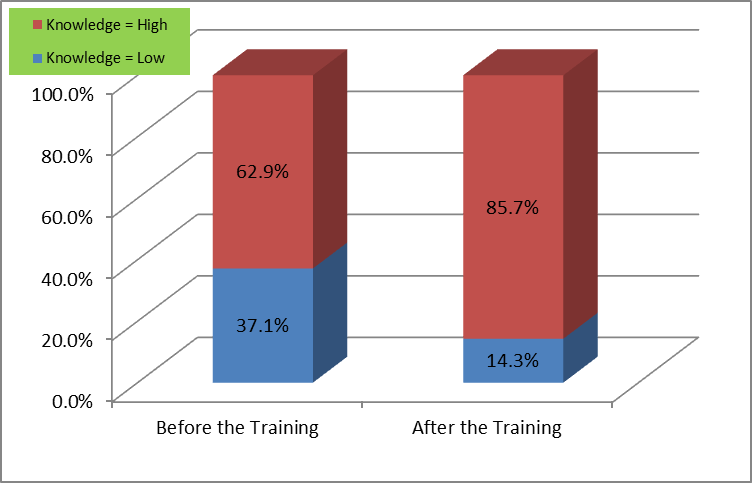 Knowledge = High
Knowledge = Low
100.0%
80.0%
60.0%
40.0%
20.0%
0.0%
62.9%
37.1%
85.7%
14.3%
Before the Training
After the Training